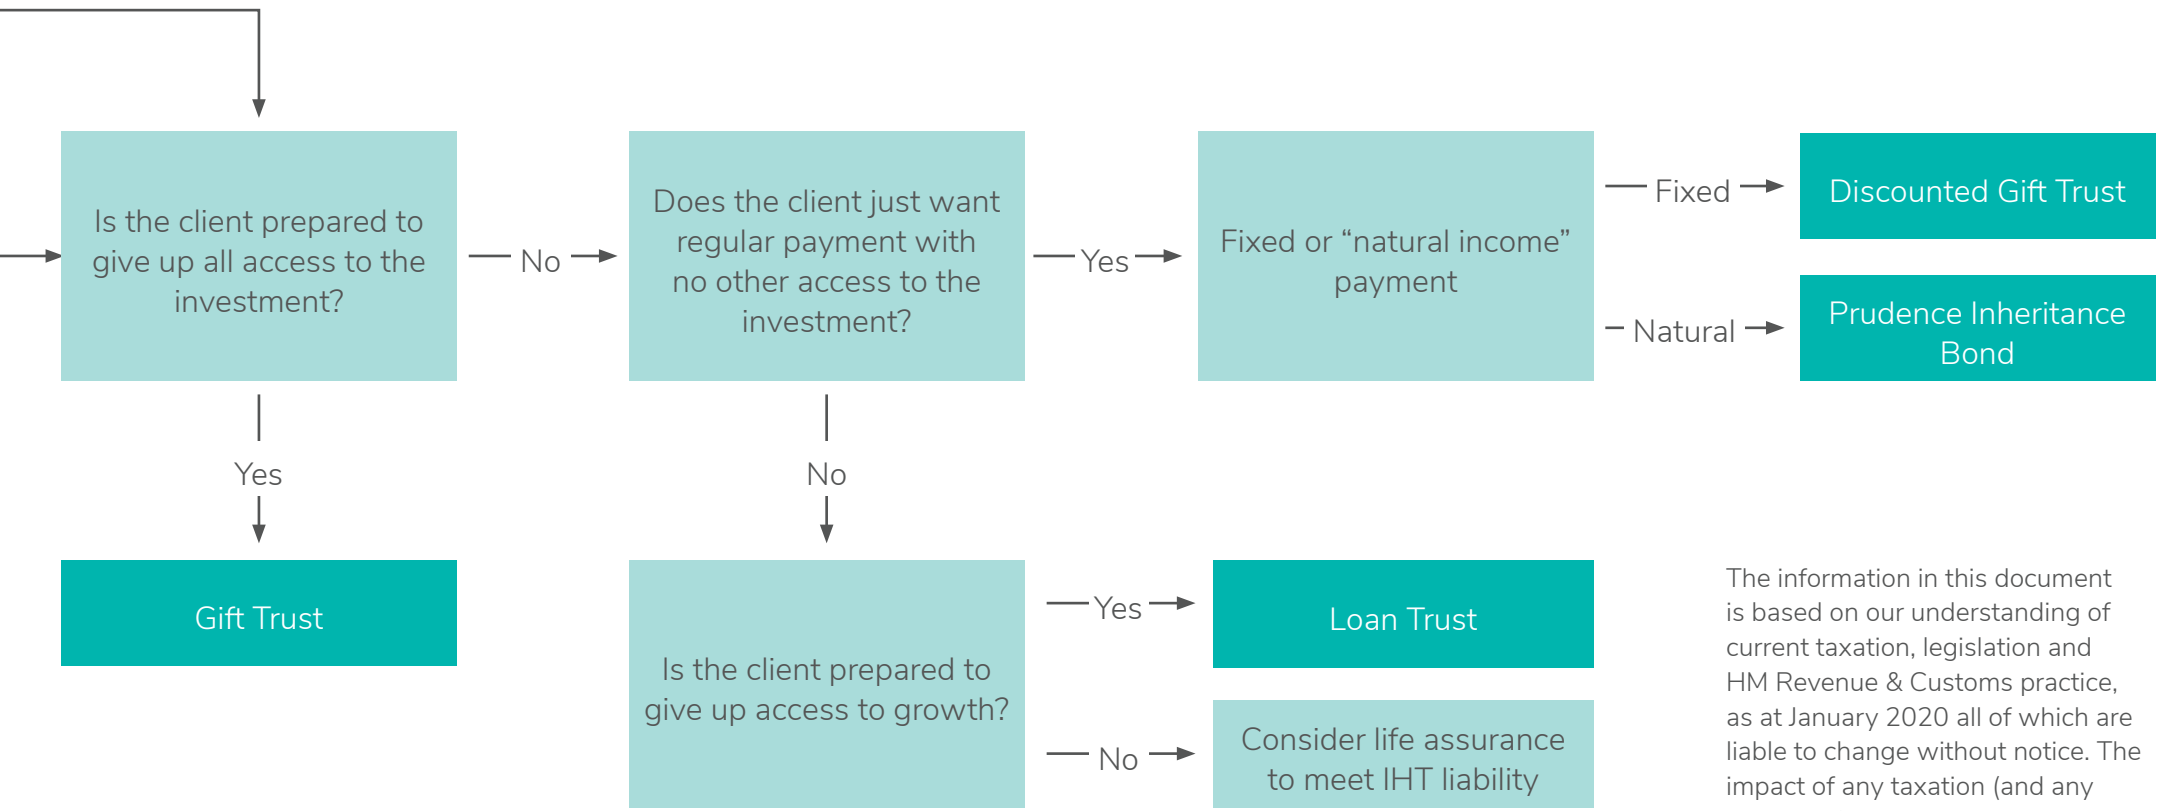 Is the client prepared to
give up all access to the
investment?
No
Does the client just want
regular payment with
no other access to the
investment?
Yes
Fixed or “natural income”
payment
Fixed
Discounted Gift Trust
Natural
Prudence Inheritance
Bond
Yes
Gift Trust
No
Is the client prepared to
give up access to growth?
Yes
Loan Trust
No
Consider life assurance
to meet IHT liability
The information in this document
is based on our understanding of
current taxation, legislation and
HM Revenue & Customs practice,
as at January 2020 all of which are
liable to change without notice. The
impact of any taxation (and any